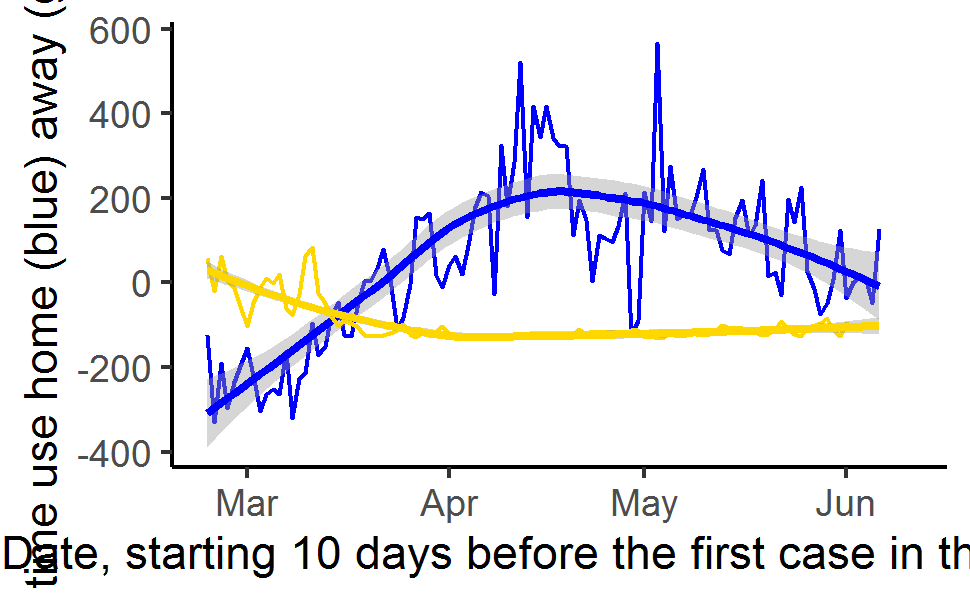 time use home (blue) away (
600
400
200
0
-200
-400
Mar Apr May Jun
Date, starting 10 days before the first case in th